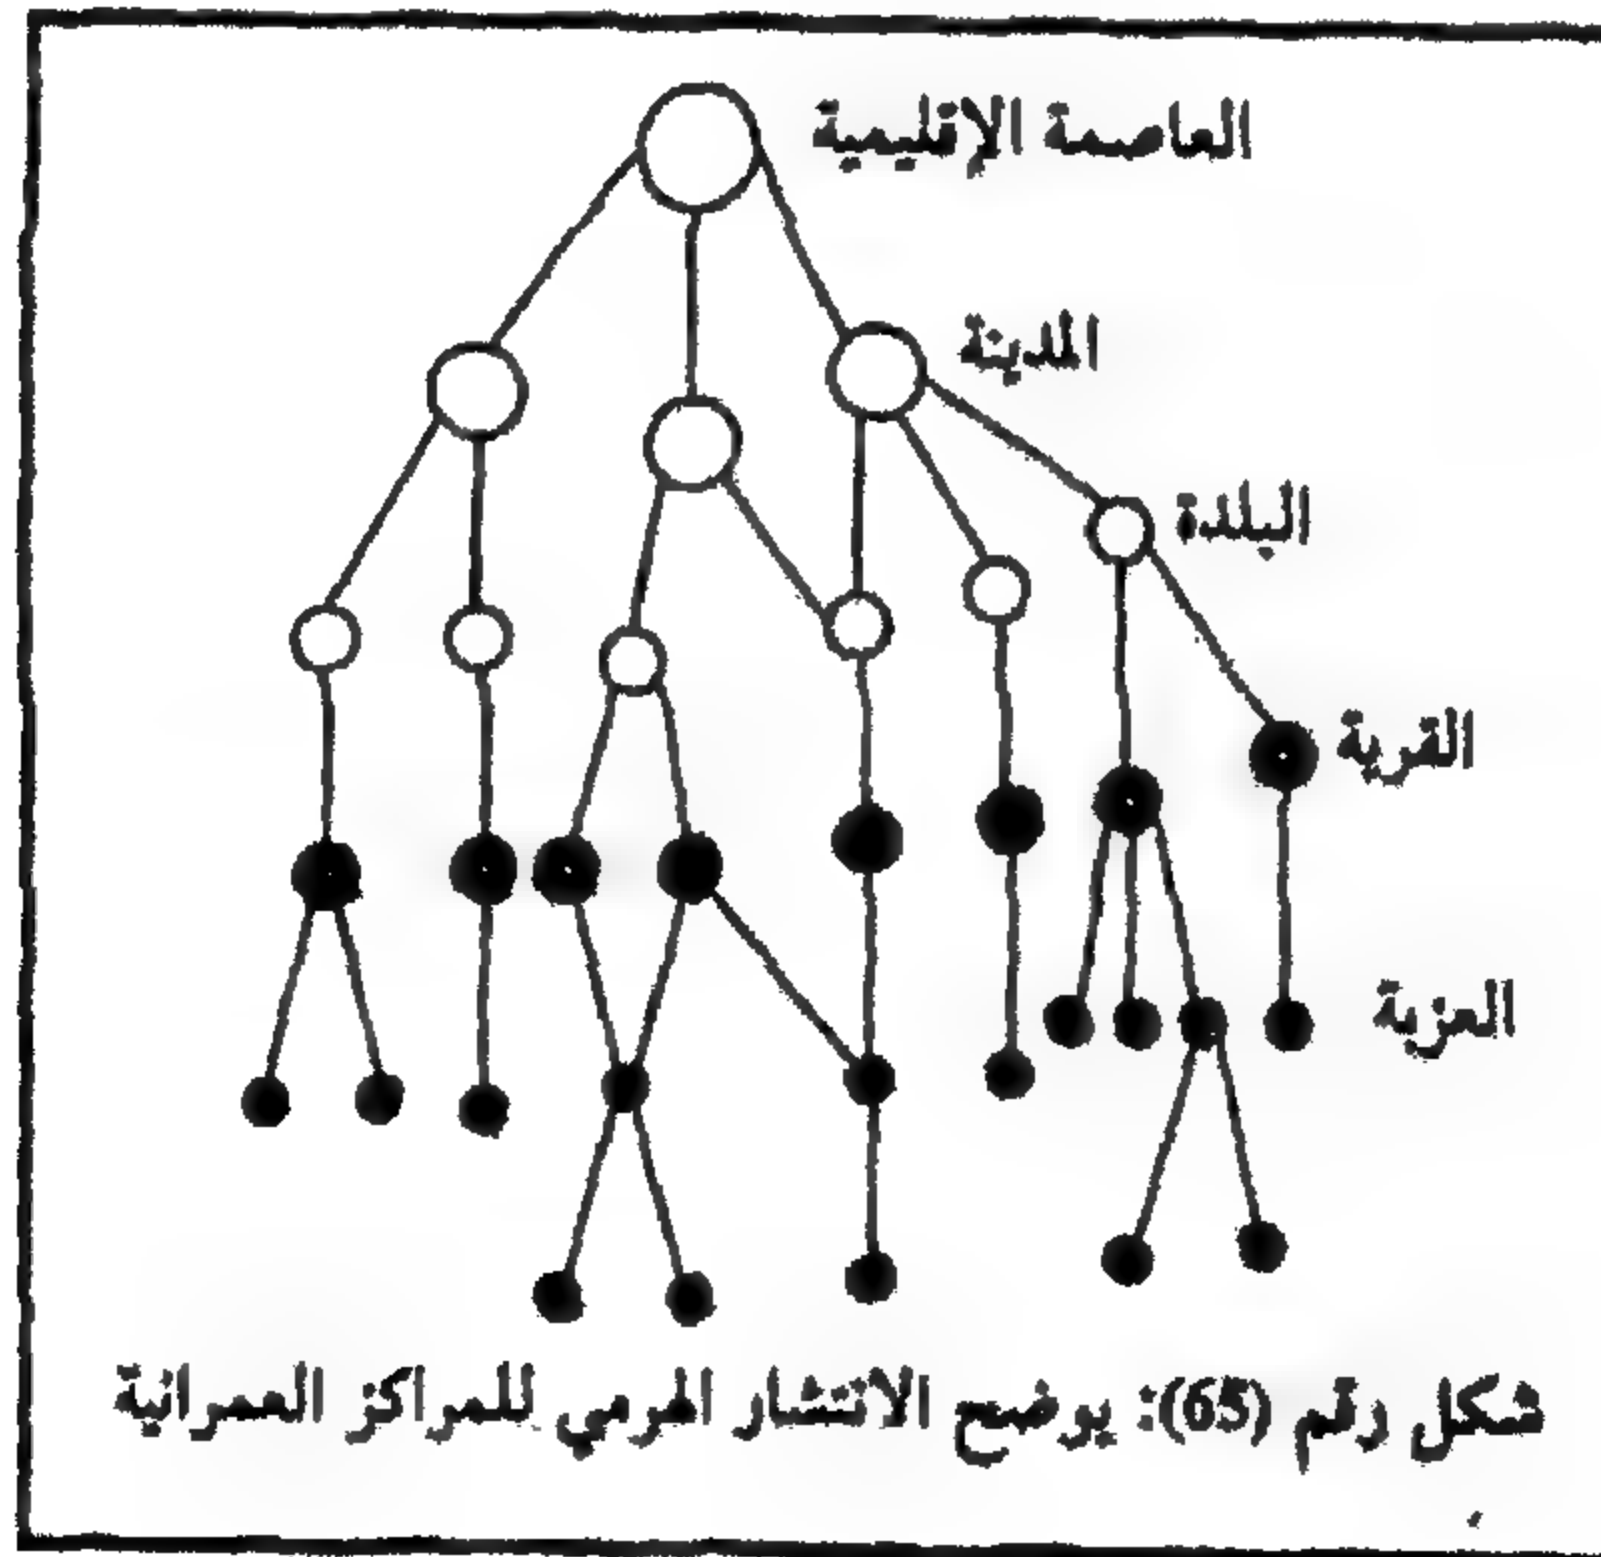 العاصمة الإقليمية
المدينة
البلدة
القرية
العزبة
شكل رقم (65): يوضح الانتشار الهرمي للمراكز العمرانية